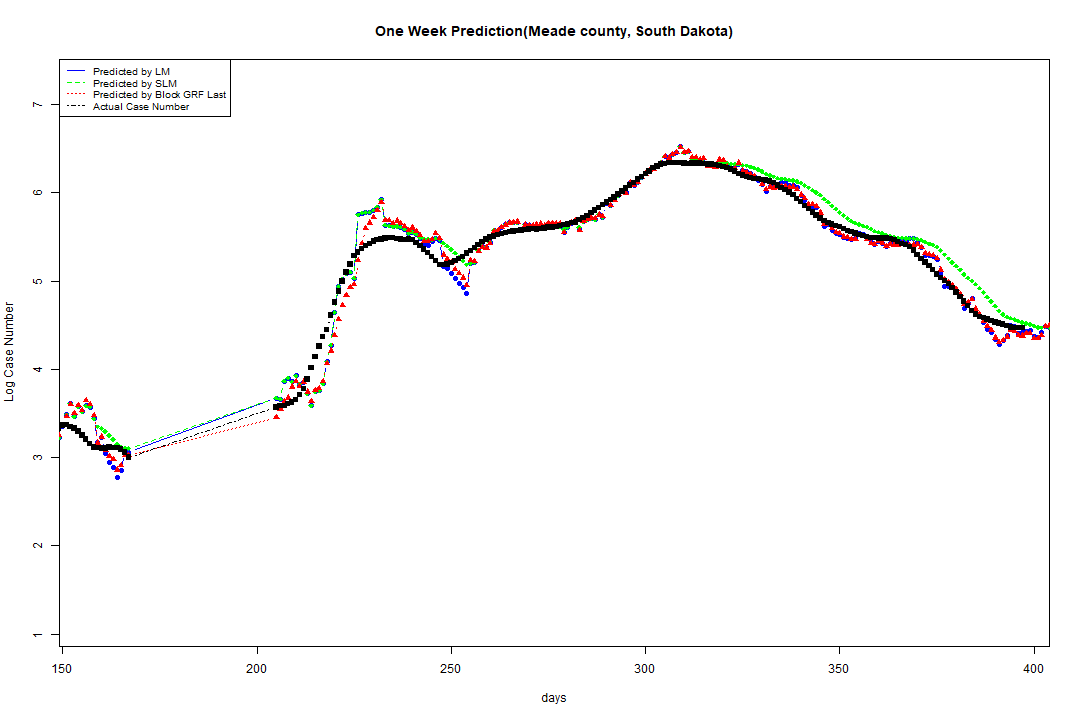 One Week Prediction(Meade county, South Dakota)
Predicted by LM
Predicted by SLM
Predicted by Block GRF Last
Actual Case Number
7
6
5
4
3
2
1
Log Case Number
150 200 250 300 350 400
days